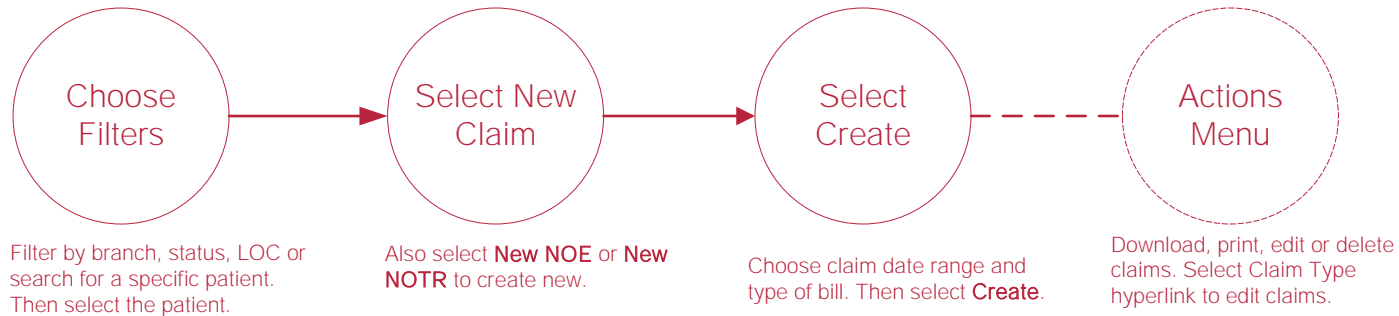 Choose
Filters
Select New
Claim
Select
Create
Actions
Menu
Filter by branch, status, LOC or
search for a specific patient.
Then select the patient.
Also select New NOE or New
NOTR to create new.
Choose claim date range and
type of bill. Then select Create.
Download, print, edit or delete
claims. Select Claim Type
hyperlink to edit claims.